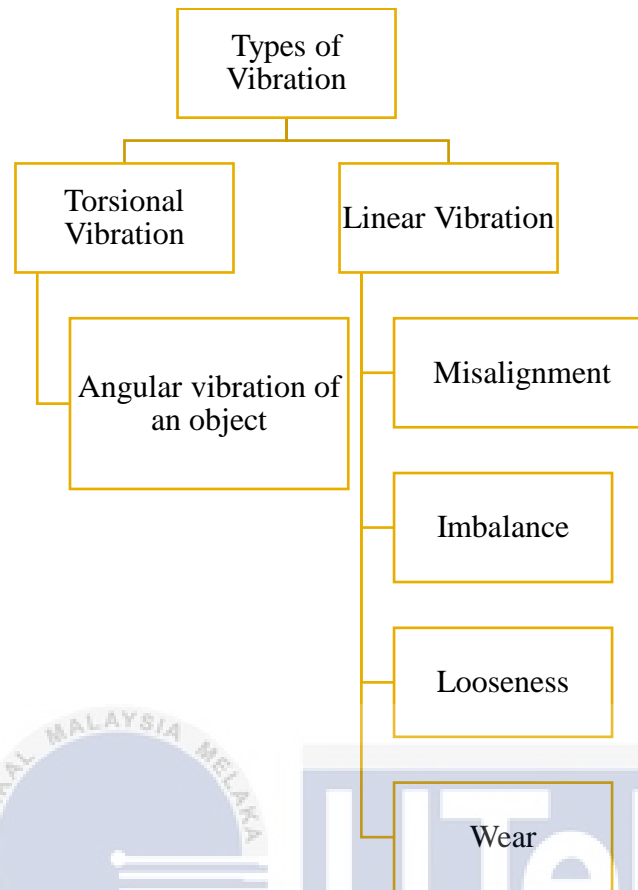 Types of
Vibration
Torsional
Vibration
Linear Vibration
Angular vibration of
an object
Misalignment
Imbalance
Looseness
Wear
MALAYSIA